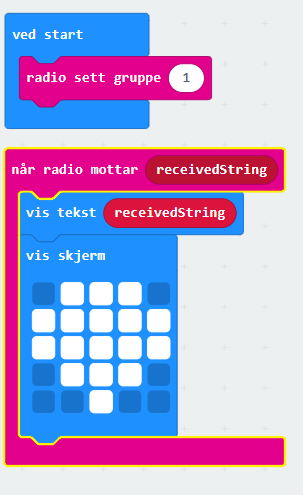 ved start
radio sett gruppe 1
når radio mottar receivedString
vis tekst receivedString
vis skjerm